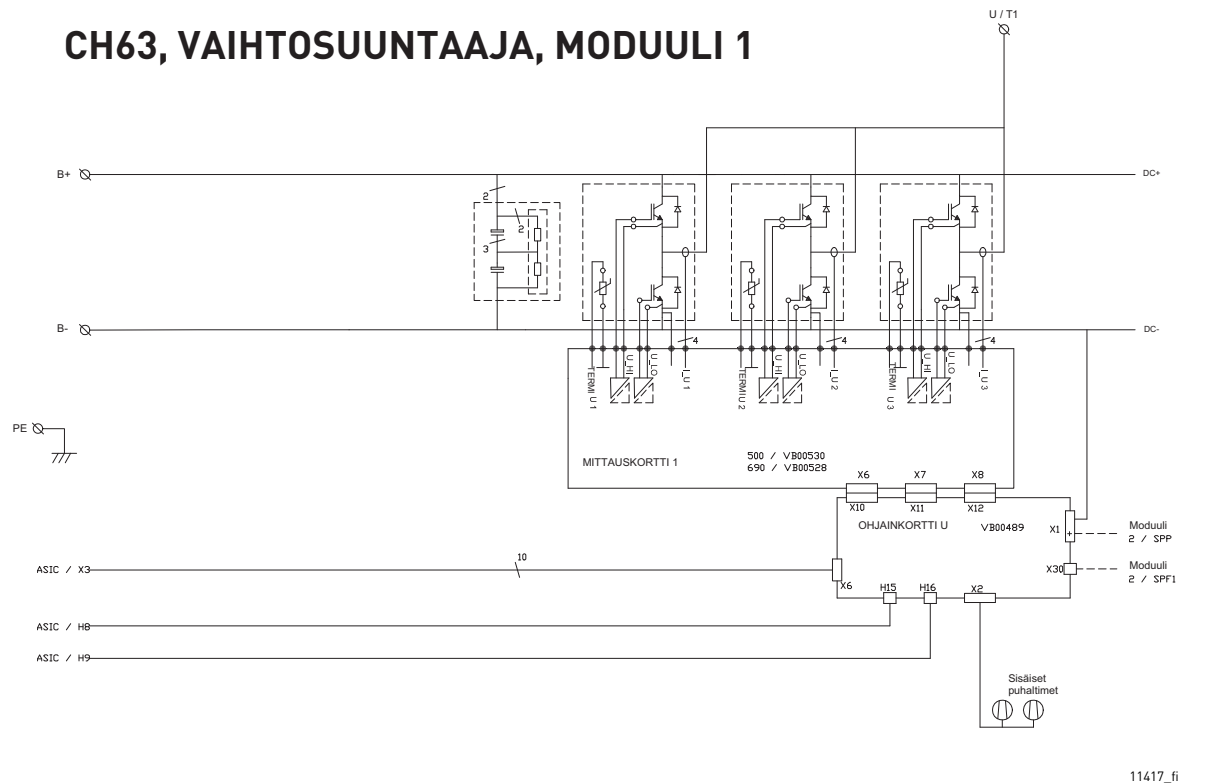 U / T1
CH63, VAIHTOSUUNTAAJA, MODUULI 1
B+
DC+
2
2
3
B-
DC-
4
4
4
TERMI U 1
U_HI
U_LO
I_U 1
TERMI U 2
U_HI
U_LO
I_U 2
TERMI U 3
U_HI
U_LO
I_U 3
PE
MITTAUSKORTTI 1
500 / VB00530
690 / VB00528
X6
X7
X8
X10
X11
X12
OHJAINKORTTI U
VB00489
X1
+
Moduuli
2 / SPP
ASIC / X3
10
X6
H15
H16
X2
X30
Moduuli
2 / SPF1
ASIC / H8
ASIC / H9
Sisäiset
puhaltimet
11417_fi